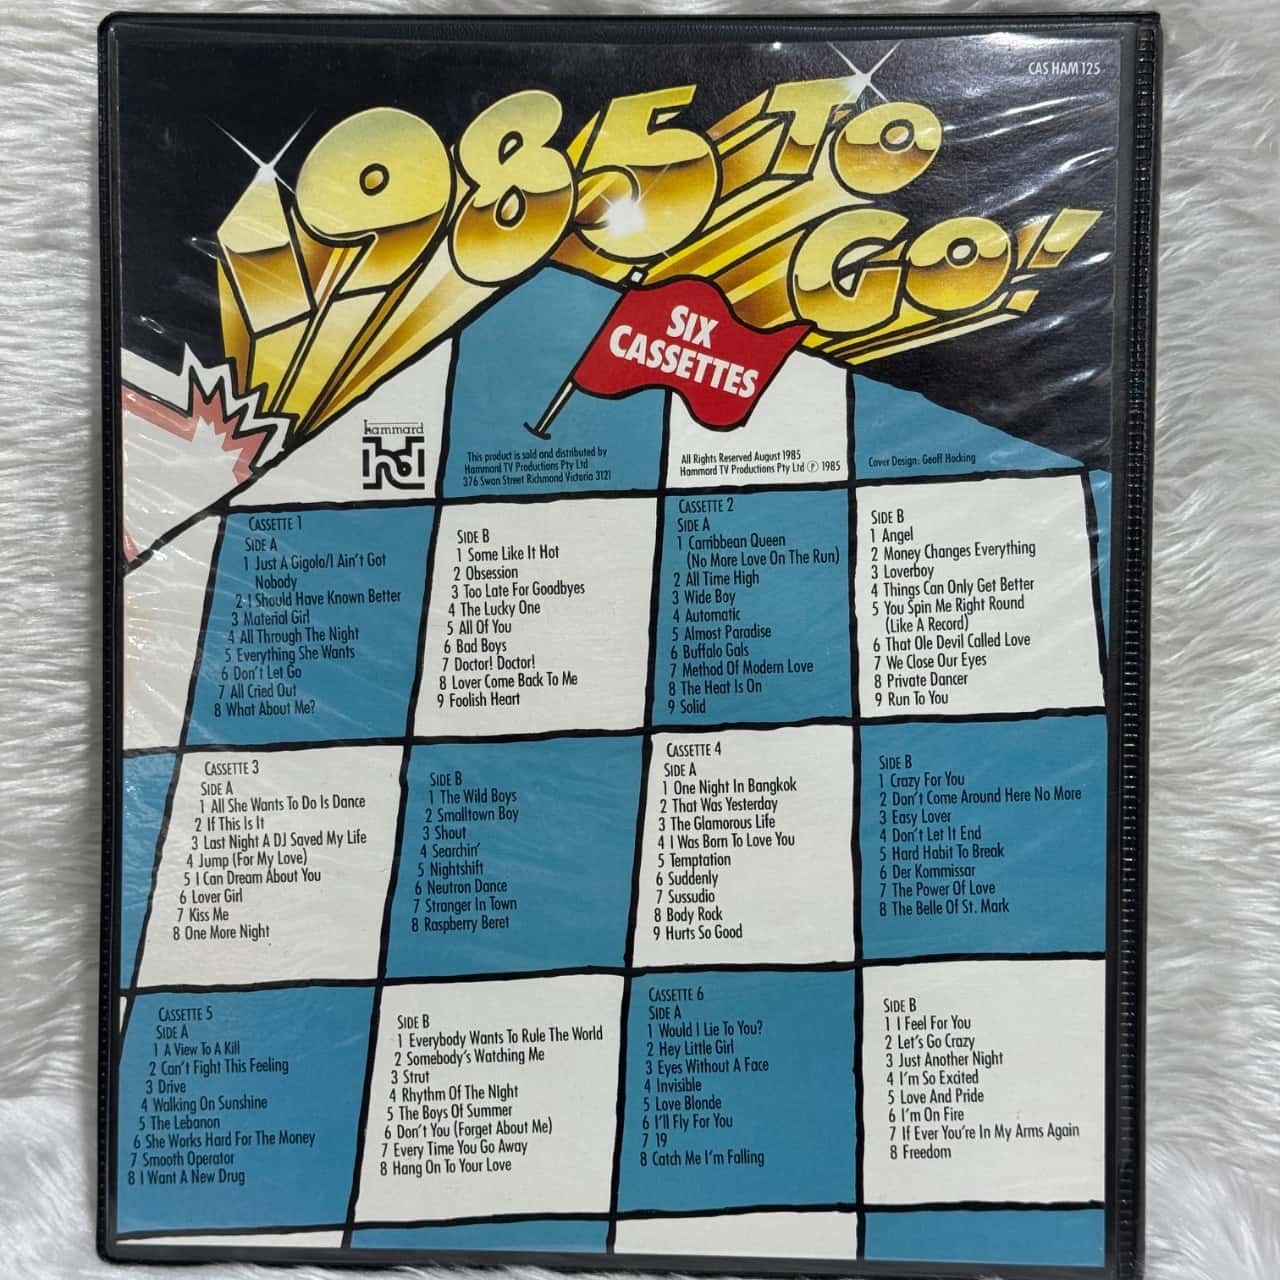 CAS HAM 125
1985 TO
GO!!
SIX
CASSETTES
hammard
This product is sold and distributed by
Hammard TV Productions Pty Ltd
376 Swan Street Richmond Victoria 3121
All Rights Reserved August 1985
Hammard TV Productions Pty Ltd Ⓟ 1985
Cover Design: Geoff Hocking
CASSETTE 1
SIDE A
1 Just A Gigolo/I Ain't Got
Nobody
2 I Should Have Known Better
3 Material Girl
4 All Through The Night
5 Everything She Wants
6 Don't Let Go
7 All Cried Out
8 What About Me?
SIDE B
1 Some Like It Hot
2 Obsession
3 Too Late For Goodbyes
4 The Lucky One
5 All Of You
6 Bad Boys
7 Doctor! Doctor!
8 Lover Come Back To Me
9 Foolish Heart
CASSETTE 2
SIDE A
1 Carribbean Queen
(No More Love On The Run)
2 All Time High
3 Wide Boy
4 Automatic
5 Almost Paradise
6 Buffalo Gals
7 Method Of Modern Love
8 The Heat Is On
9 Solid
SIDE B
1 Angel
2 Money Changes Everything
3 Loverboy
4 Things Can Only Get Better
5 You Spin Me Right Round
(Like A Record)
6 That Ole Devil Called Love
7 We Close Our Eyes
8 Private Dancer
9 Run To You
CASSETTE 3
SIDE A
1 All She Wants To Do Is Dance
2 If This Is It
3 Last Night A DJ Saved My Life
4 Jump (For My Love)
5 I Can Dream About You
6 Lover Girl
7 Kiss Me
8 One More Night
SIDE B
1 The Wild Boys
2 Smalltown Boy
3 Shout
4 Searchin'
5 Nightshift
6 Neutron Dance
7 Stranger In Town
8 Raspberry Beret
CASSETTE 4
SIDE A
1 One Night In Bangkok
2 That Was Yesterday
3 The Glamorous Life
4 I Was Born To Love You
5 Temptation
6 Suddenly
7 Sussudio
8 Body Rock
9 Hurts So Good
SIDE B
1 Crazy For You
2 Don't Come Around Here No More
3 Easy Lover
4 Don't Let It End
5 Hard Habit To Break
6 Der Kommissar
7 The Power Of Love
8 The Belle Of St. Mark
CASSETTE 5
SIDE A
1 A View To A Kill
2 Can't Fight This Feeling
3 Drive
4 Walking On Sunshine
5 The Lebanon
6 She Works Hard For The Money
7 Smooth Operator
8 I Want A New Drug
SIDE B
1 Everybody Wants To Rule The World
2 Somebody's Watching Me
3 Strut
4 Rhythm Of The Night
5 The Boys Of Summer
6 Don't You (Forget About Me)
7 Every Time You Go Away
8 Hang On To Your Love
CASSETTE 6
SIDE A
1 Would I Lie To You?
2 Hey Little Girl
3 Eyes Without A Face
4 Invisible
5 Love Blonde
6 I'll Fly For You
7 19
8 Catch Me I'm Falling
SIDE B
1 I Feel For You
2 Let's Go Crazy
3 Just Another Night
4 I'm So Excited
5 Love And Pride
6 I'm On Fire
7 If Ever You're In My Arms Again
8 Freedom